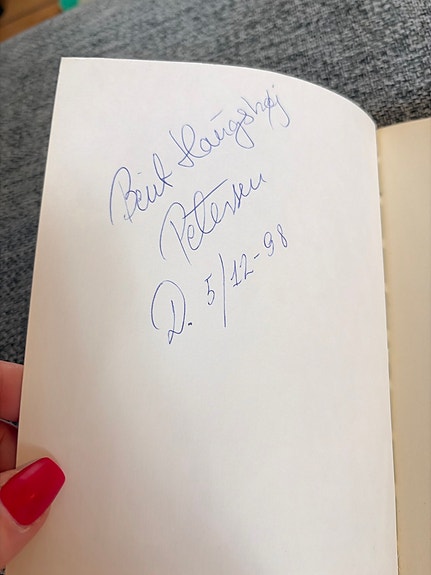 Bent Haugshøj
Petersen
D. 5/12-98